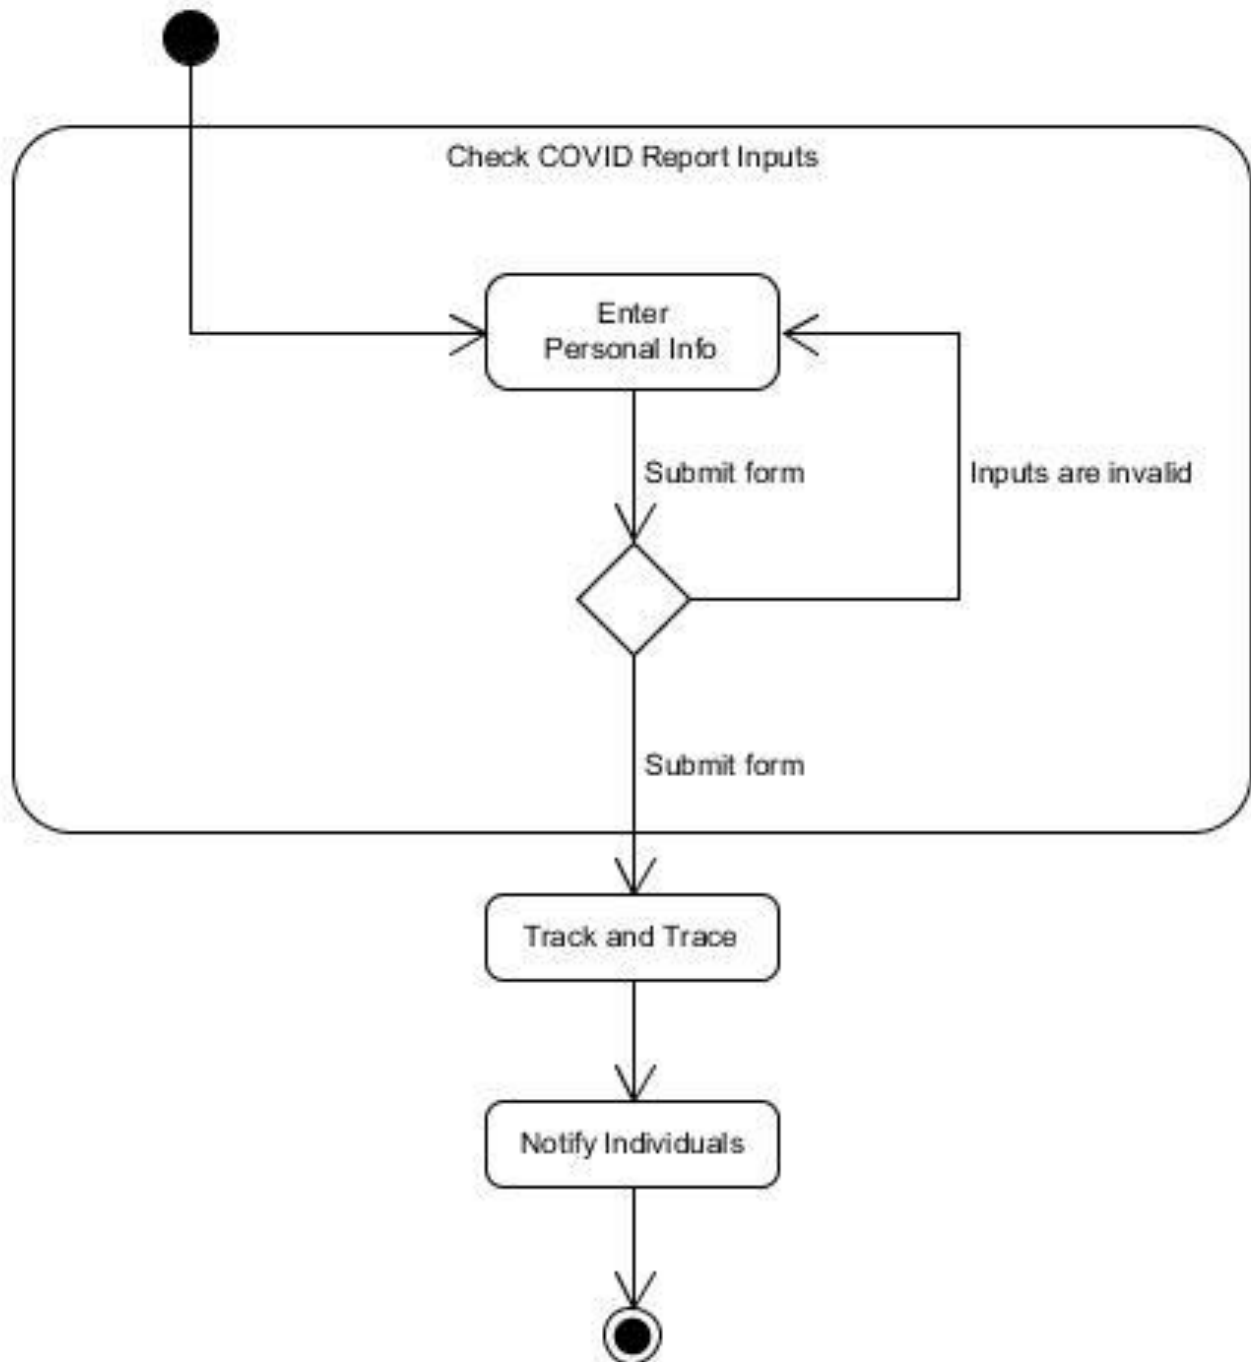 Check COVID Report Inputs
Enter
Personal Info
Submit form
Inputs are invalid
Submit form
Track and Trace
Notify Individuals